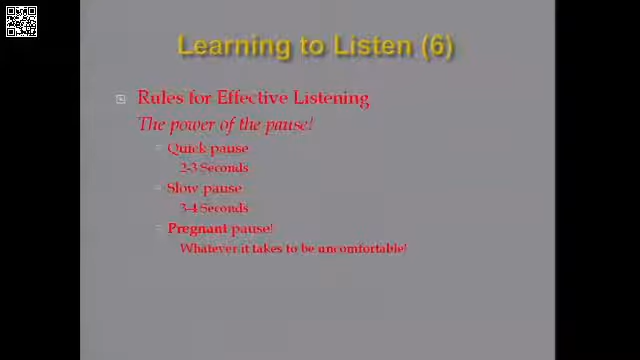 Learning to Listen (6)
Rules for Effective Listening
The power of the pause!
Quick pause
2-3 Seconds
Slow pause
3-4 Seconds
Pregnant pause!
Whatever it takes to be uncomfortable!